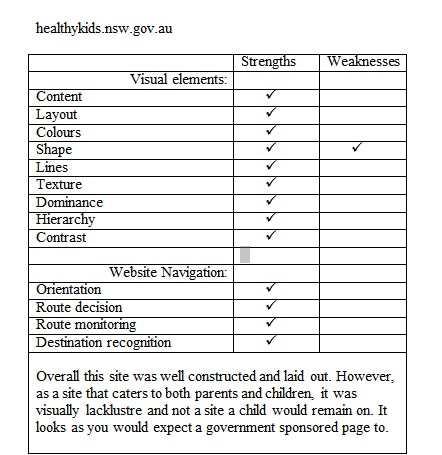 healthykids.nsw.gov.au
Strengths Weaknesses
Visual elements:
Content ✓
Layout ✓
Colours ✓
Shape ✓ ✓
Lines ✓
Texture ✓
Dominance ✓
Hierarchy ✓
Contrast ✓
Website Navigation:
Orientation ✓
Route decision ✓
Route monitoring ✓
Destination recognition ✓
Overall this site was well constructed and laid out. However,
as a site that caters to both parents and children, it was
visually lacklustre and not a site a child would remain on. It
looks as you would expect a government sponsored page to.